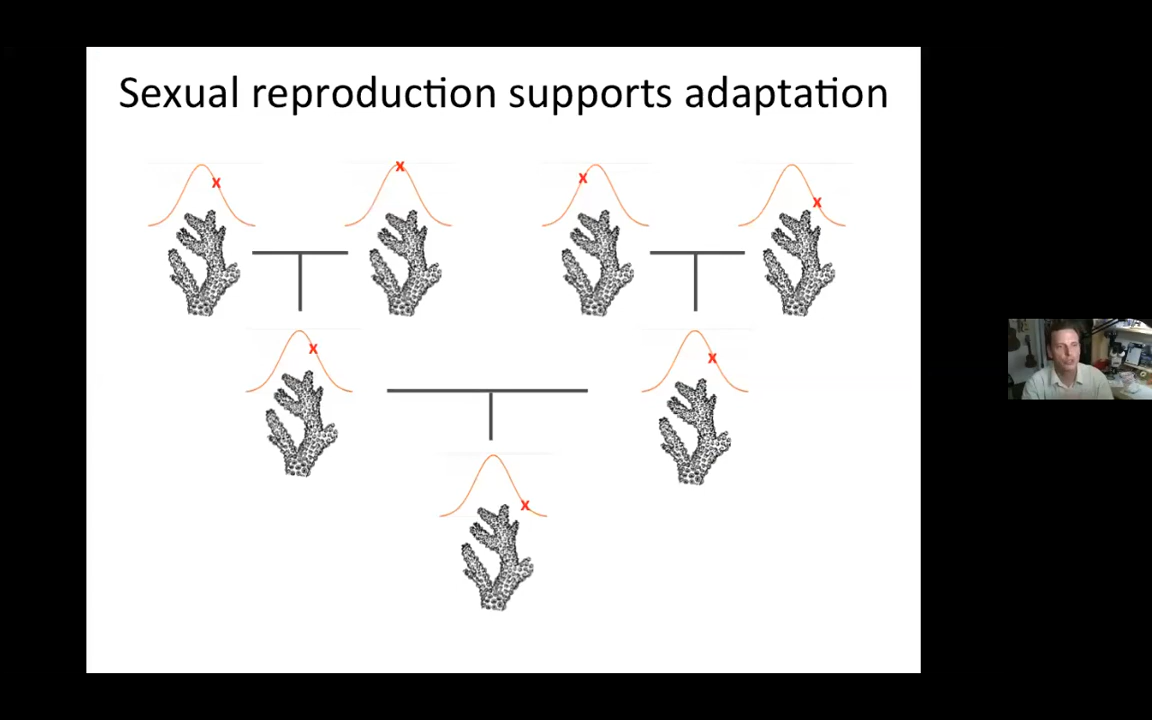 Sexual reproduction supports adaptation
x x x x
x x
x